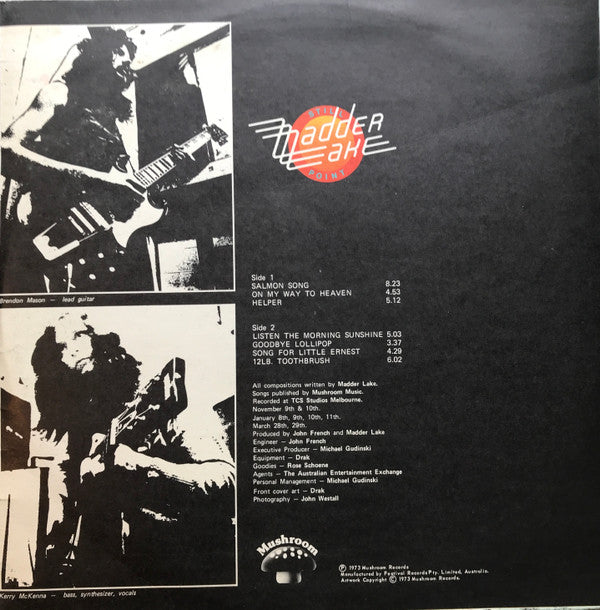 STILL
Madder
Lake
POINT
Brendon Mason — lead guitar
Side 1
SALMON SONG 8.23
ON MY WAY TO HEAVEN 4.53
HELPER 5.12
Side 2
LISTEN THE MORNING SUNSHINE 5.03
GOODBYE LOLLIPOP 3.37
SONG FOR LITTLE ERNEST 4.29
12LB. TOOTHBRUSH 6.02
All compositions written by Madder Lake.
Songs published by Mushroom Music.
Recorded at TCS Studios Melbourne.
November 9th & 10th.
January 8th, 9th, 10th, 11th.
March 28th, 29th.
Produced by John French and Madder Lake
Engineer — John French
Executive Producer — Michael Gudinski
Equipment — Drak
Goodies — Rose Schoene
Agents — The Australian Entertainment Exchange
Personal Management — Michael Gudinski
Front cover art — Drak
Photography — John Westall
Kerry McKenna — bass, synthesizer, vocals
Mushroom
Ⓟ 1973 Mushroom Records
Manufactured by Festival Records Pty. Limited, Australia.
Artwork Copyright © 1973 Mushroom Records.